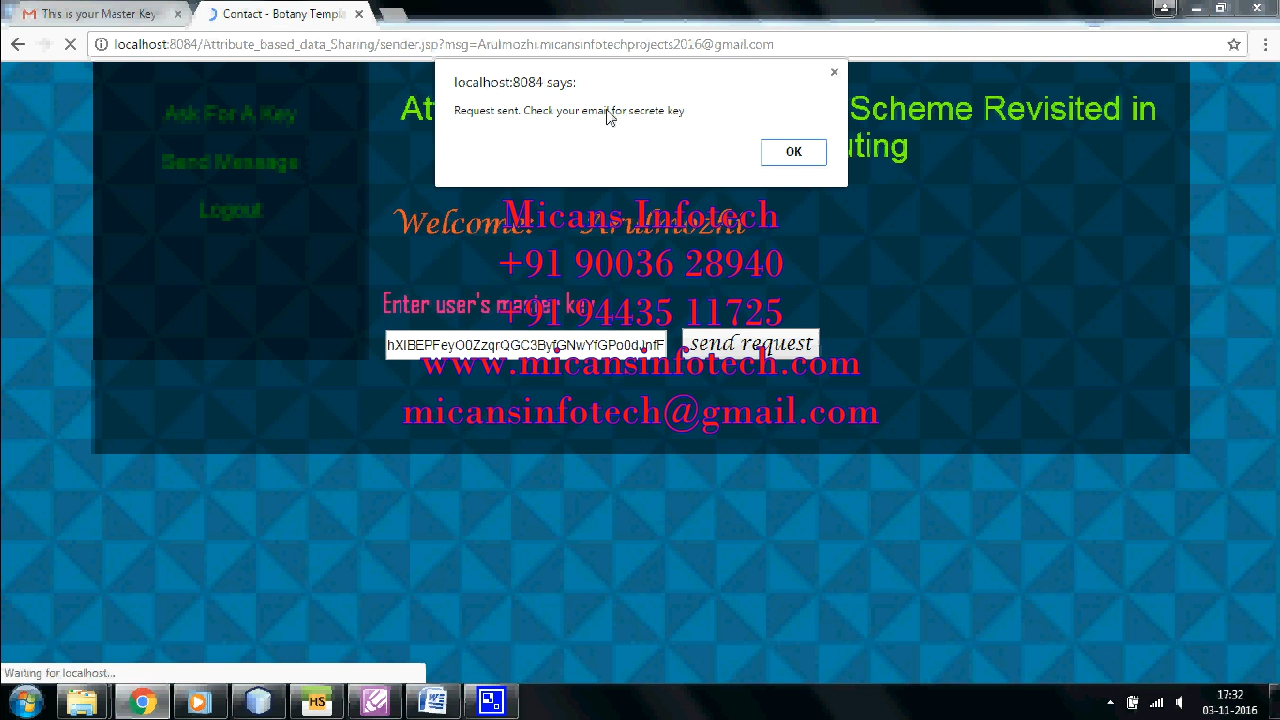 This is your Master Key
Contact - Botany Templa
localhost:8084/Attribute_based_data_Sharing/sender.jsp?msg=Arulmozhi.micansinfotechprojects2016@gmail.com
localhost:8084 says:
Request sent. Check your email for secrete key
OK
Ask For A Key
Send Message
Logout
Scheme Revisited in
uting
Welcome: Arulmozhi
Micans Infotech
+91 90036 28940
Enter user's master key
+91 94435 11725
send request
www.micansinfotech.com
micansinfotech@gmail.com
Waiting for localhost...
HS
17:32
03-11-2016